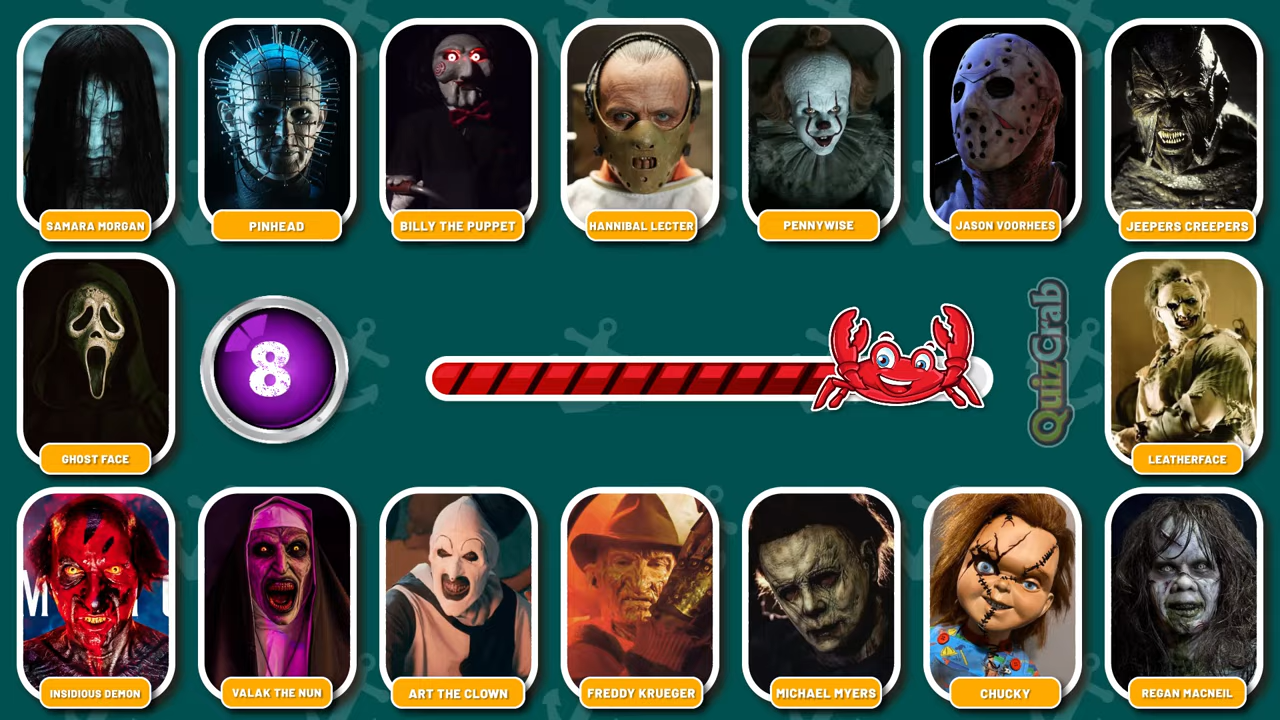 SAMARA MORGAN
PINHEAD
BILLY THE PUPPET
HANNIBAL LECTER
PENNYWISE
JASON VOORHEES
JEEPERS CREEPERS
GHOST FACE
8
QuizCrab
LEATHERFACE
INSIDIOUS DEMON
VALAK THE NUN
ART THE CLOWN
FREDDY KRUEGER
MICHAEL MYERS
CHUCKY
REGAN MACNEIL